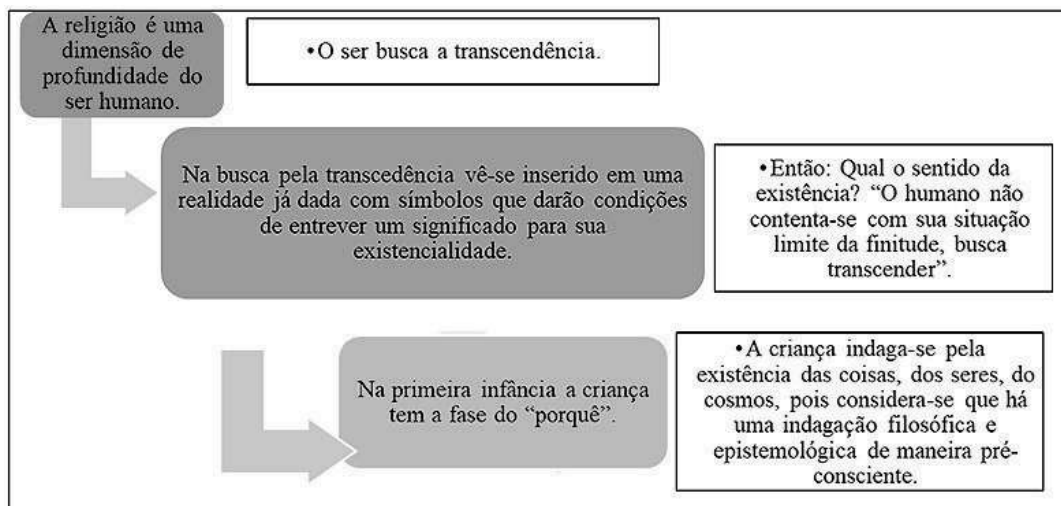 A religião é uma
dimensão de
profundidade do
ser humano.
•O ser busca a transcendência.
Na busca pela transcedência vê-se inserido em uma
realidade já dada com símbolos que darão condições
de entrever um significado para sua
existencialidade.
•Então: Qual o sentido da
existência? “O humano não
contenta-se com sua situação
limite da finitude, busca
transcender”.
Na primeira infância a criança
tem a fase do “porquê”.
•A criança indaga-se pela
existência das coisas, dos seres, do
cosmos, pois considera-se que há
uma indagação filosófica e
epistemológica de maneira pré-
consciente.